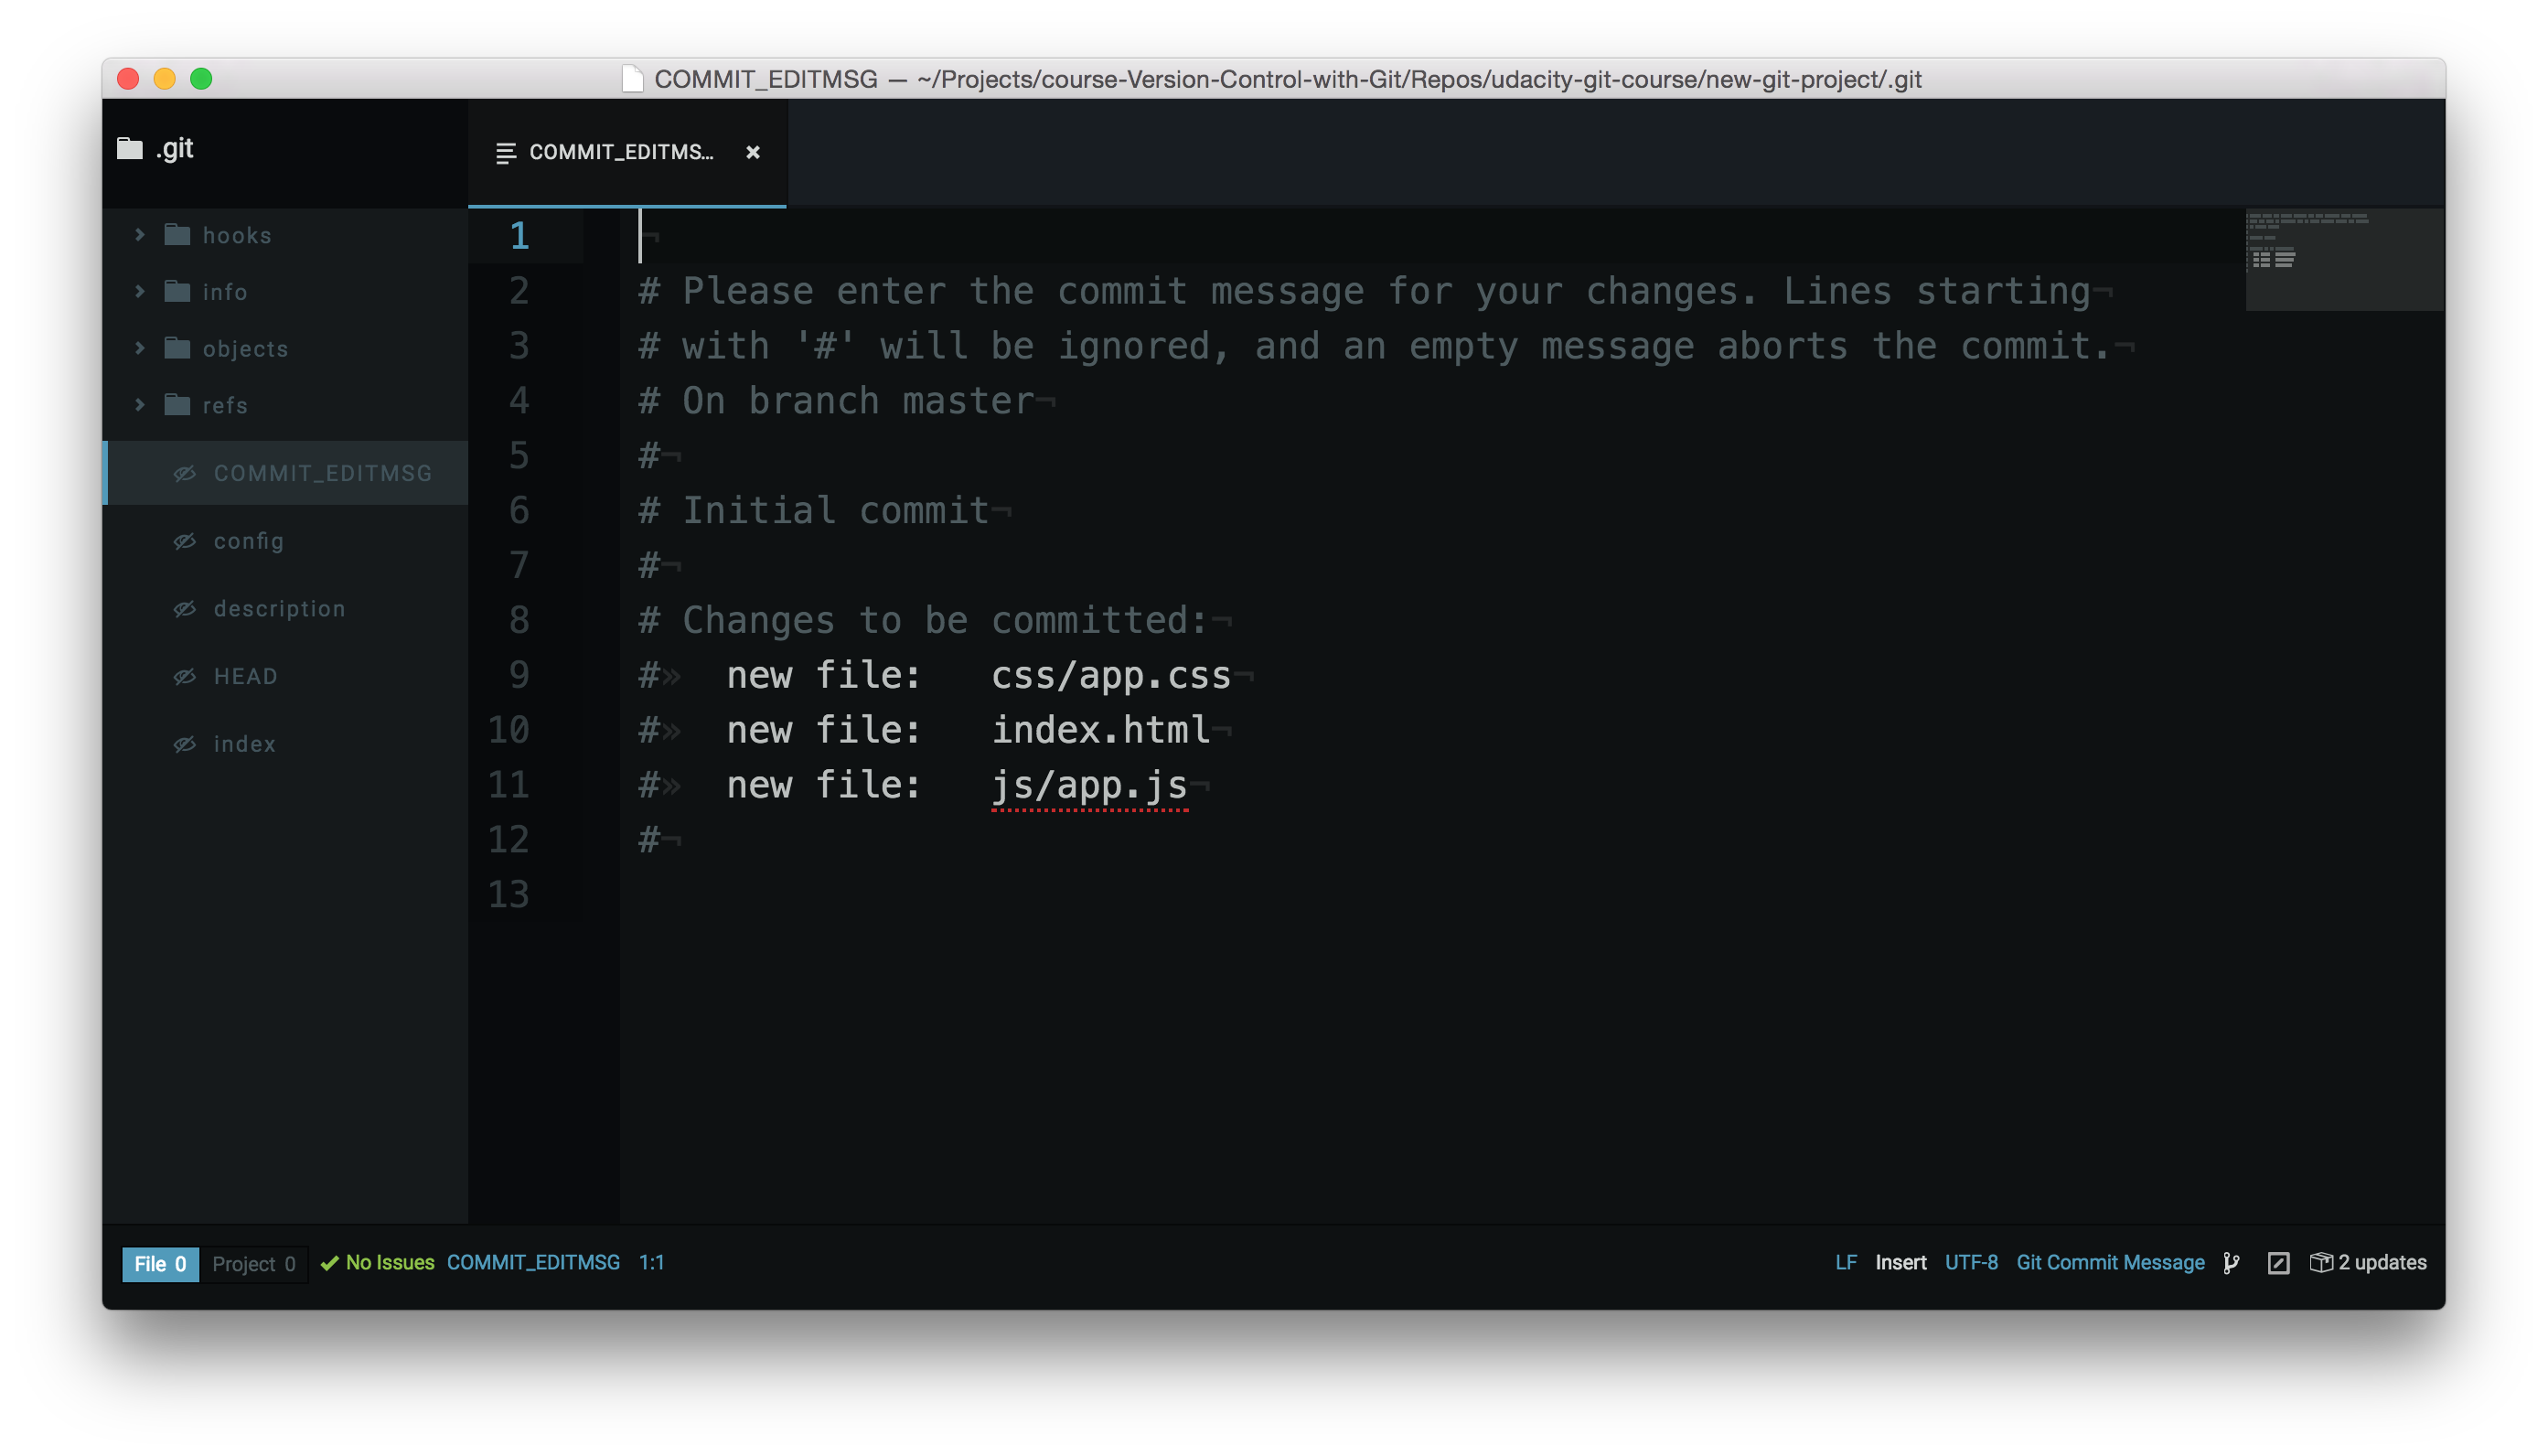 COMMIT_EDITMSG — ~/Projects/course-Version-Control-with-Git/Repos/udacity-git-course/new-git-project/.git
.git
COMMIT_EDITMS...
hooks
info
objects
refs
COMMIT_EDITMSG
config
description
HEAD
index
1 ¬
2 # Please enter the commit message for your changes. Lines starting¬
3 # with '#' will be ignored, and an empty message aborts the commit.¬
4 # On branch master¬
5 #¬
6 # Initial commit¬
7 #¬
8 # Changes to be committed:¬
9 #» new file:   css/app.css¬
10 #» new file:   index.html¬
11 #» new file:   js/app.js¬
12 #¬
13
File 0 Project 0 No Issues COMMIT_EDITMSG 1:1 LF Insert UTF-8 Git Commit Message 2 updates